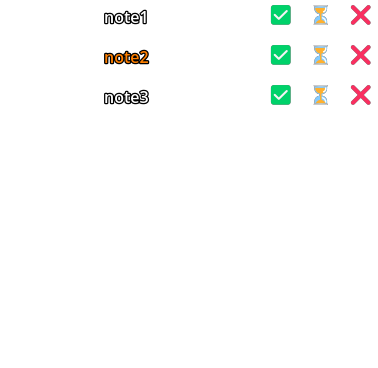 note1 ✅ ⏳ ❌
note2 ✅ ⏳ ❌
note3 ✅ ⏳ ❌